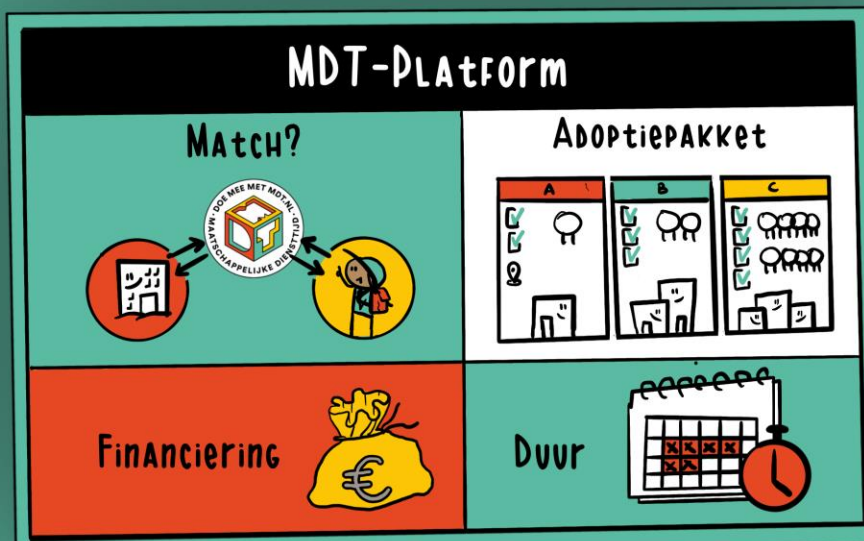 MDT-PLATFORM
MATCH?
DOE MEE MET MDT.NL
MAATSCHAPPELIJKE DIENSTTIJD
ADOPTIEPAKKET
A
B
C
FINANCIERING
€
DUUR